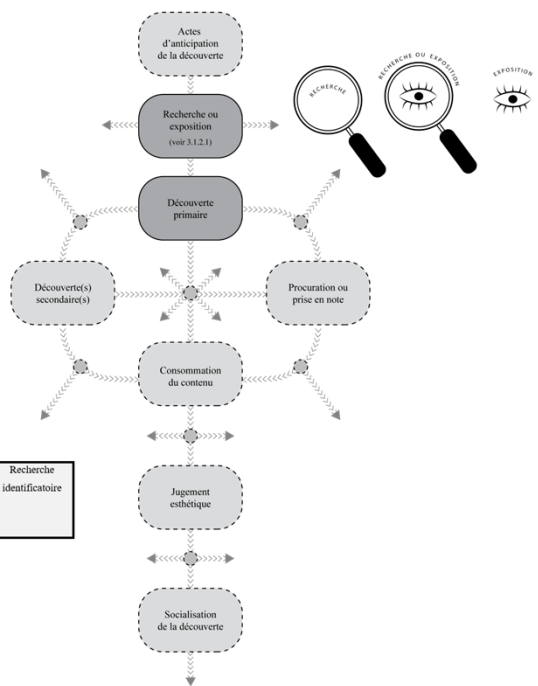 Actes
d'anticipation
de la découverte
Recherche ou
exposition
(voir 3.1.2.1)
RECHERCHE
RECHERCHE OU EXPOSITION
EXPOSITION
Découverte
primaire
Découverte(s)
secondaire(s)
Procuration ou
prise en note
Consommation
du contenu
Recherche
identificatoire
Jugement
esthétique
Socialisation
de la découverte